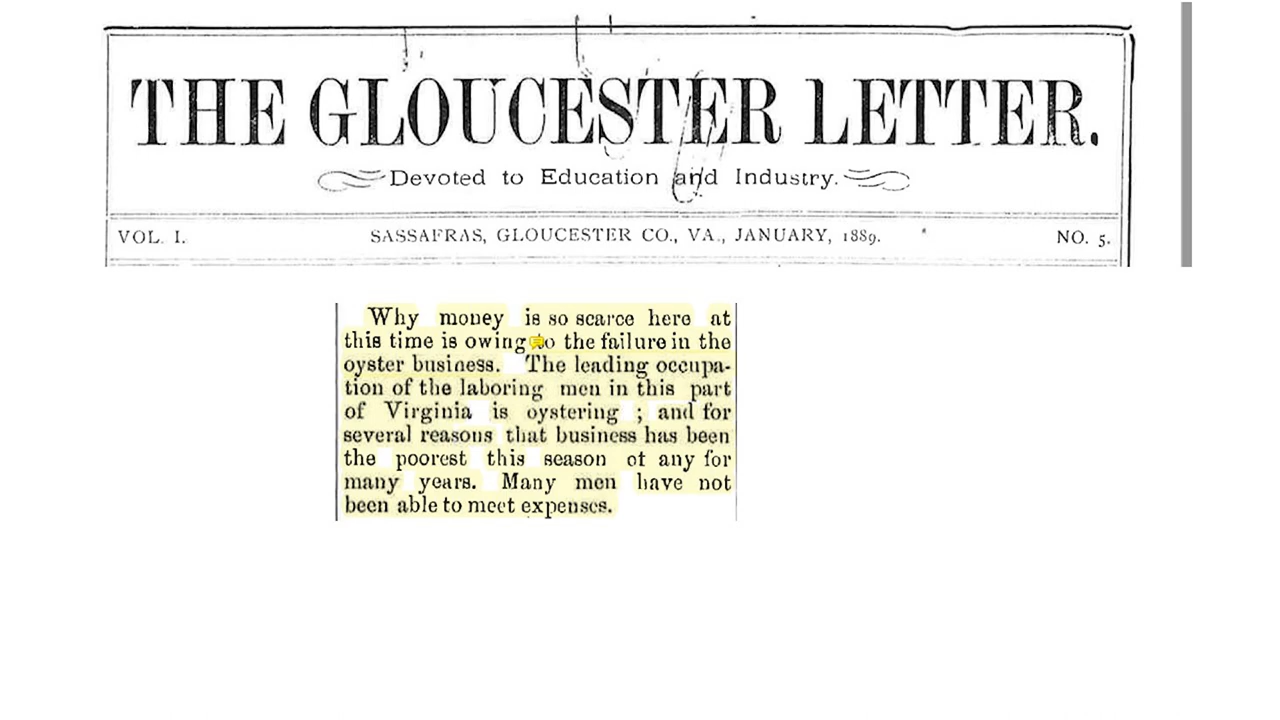 THE GLOUCESTER LETTER.
Devoted to Education and Industry.
VOL. I. SASSAFRAS, GLOUCESTER CO., VA., JANUARY, 1889. NO. 5.
Why money is so scarce here at
this time is owing to the failure in the
oyster business. The leading occupa-
tion of the laboring men in this part
of Virginia is oystering ; and for
several reasons that business has been
the poorest this season ot any for
many years. Many men have not
been able to meet expenses.